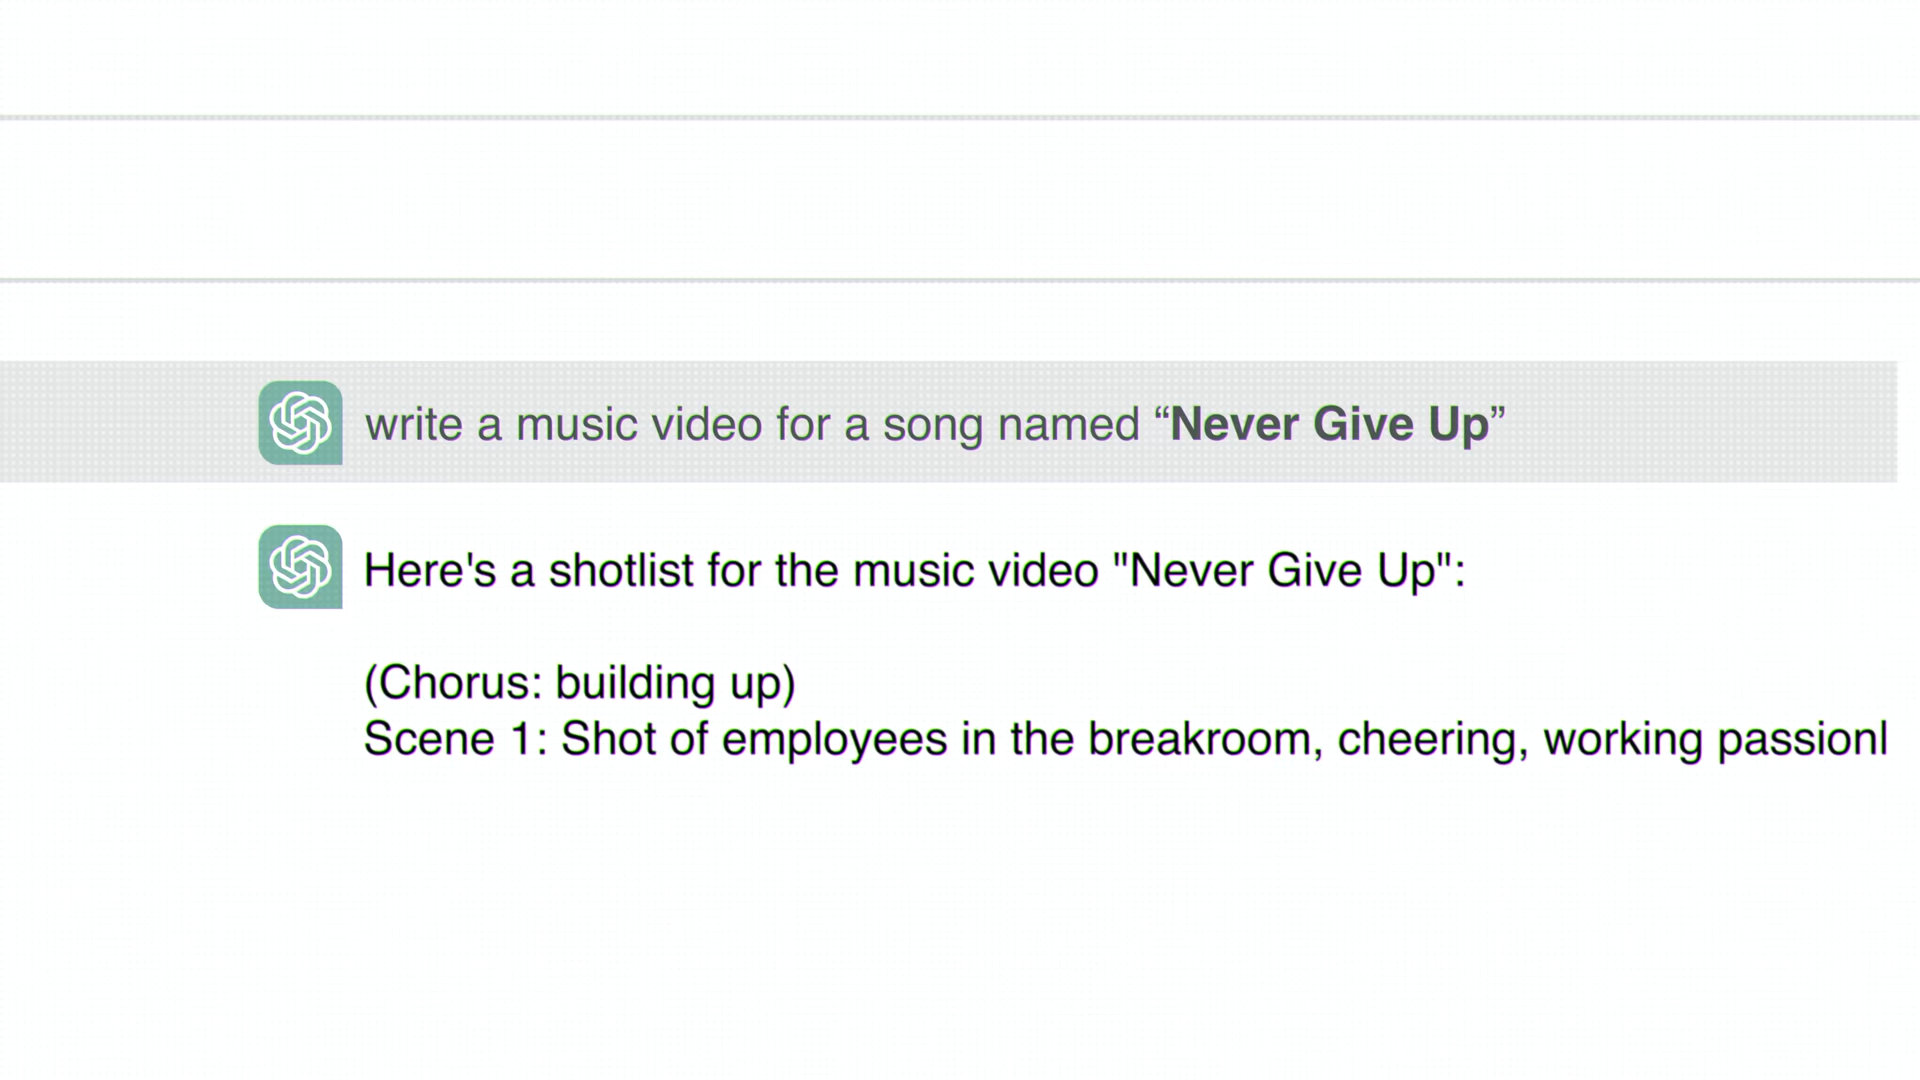 write a music video for a song named “Never Give Up”
Here's a shotlist for the music video "Never Give Up":
(Chorus: building up)
Scene 1: Shot of employees in the breakroom, cheering, working passionl